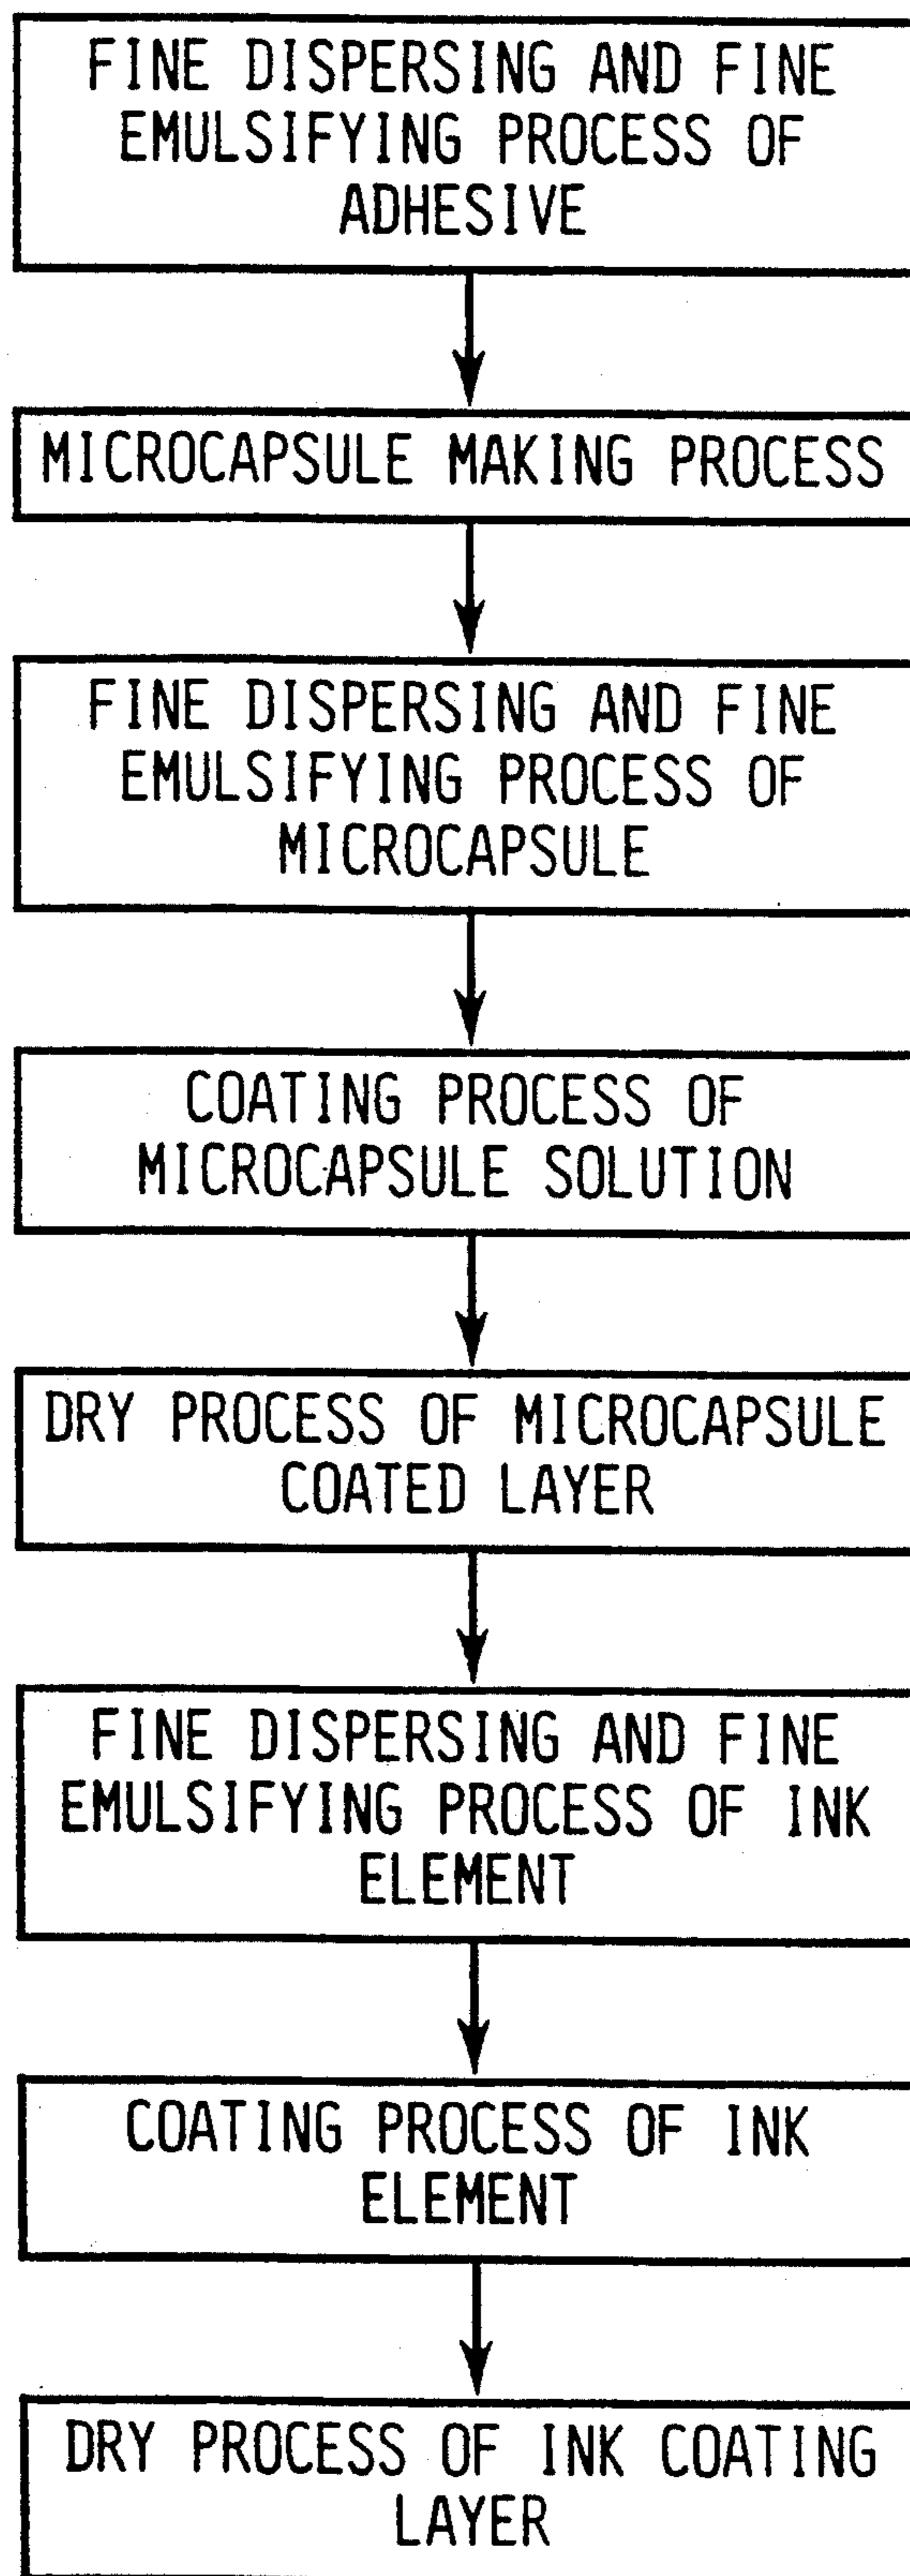 FINE DISPERSING AND FINE
EMULSIFYING PROCESS OF
ADHESIVE
MICROCAPSULE MAKING PROCESS
FINE DISPERSING AND FINE
EMULSIFYING PROCESS OF
MICROCAPSULE
COATING PROCESS OF
MICROCAPSULE SOLUTION
DRY PROCESS OF MICROCAPSULE
COATED LAYER
FINE DISPERSING AND FINE
EMULSIFYING PROCESS OF INK
ELEMENT
COATING PROCESS OF INK
ELEMENT
DRY PROCESS OF INK COATING
LAYER